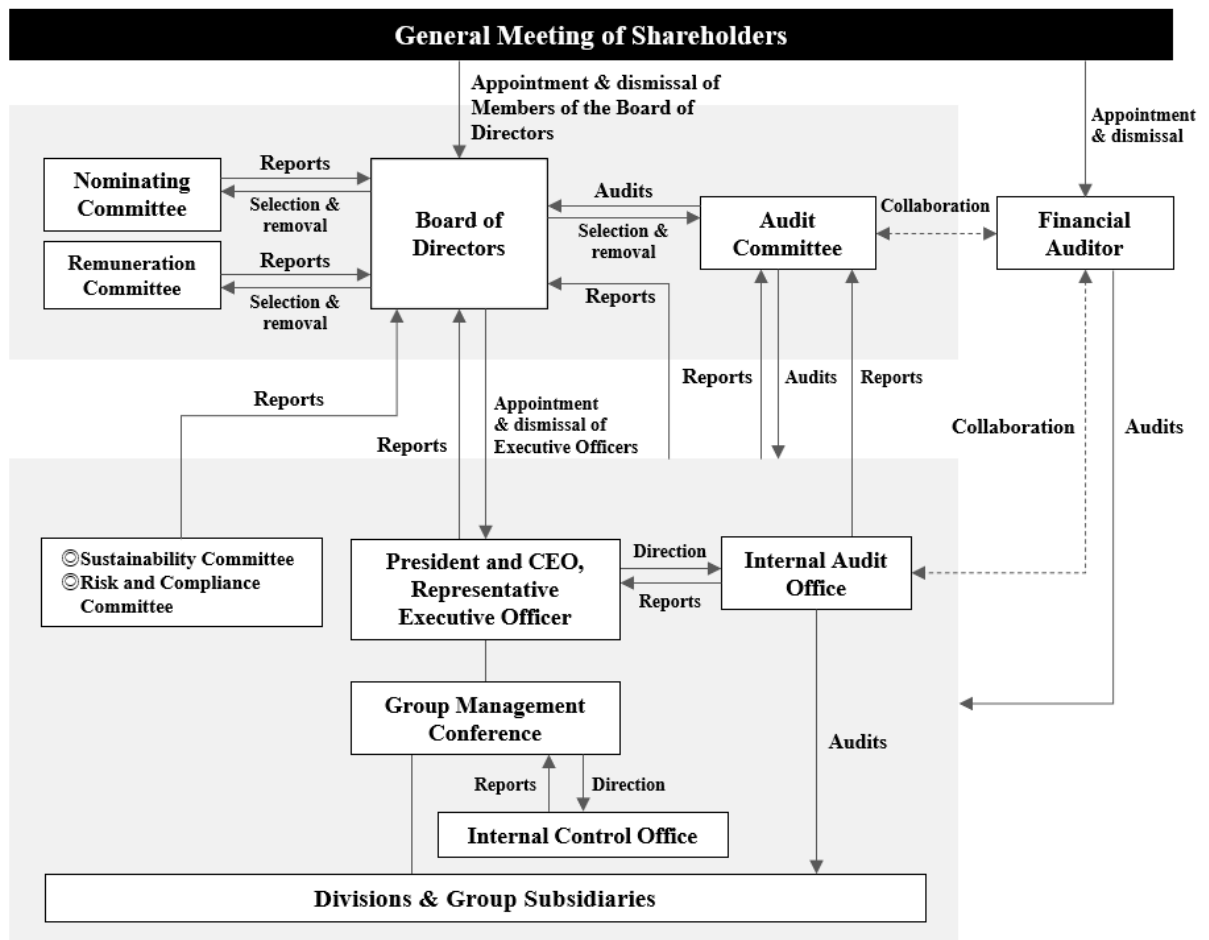 General Meeting of Shareholders
Appointment & dismissal of
Members of the Board of
Directors
Appointment
& dismissal
Nominating
Committee
Reports
Selection &
removal
Board of
Directors
Audits
Selection &
removal
Audit
Committee
Collaboration
Financial
Auditor
Remuneration
Committee
Reports
Selection &
removal
Reports
Reports
Reports
Appointment
& dismissal of
Executive Officers
Reports
Audits
Reports
Collaboration
Audits
◎Sustainability Committee
◎Risk and Compliance
Committee
President and CEO,
Representative
Executive Officer
Direction
Reports
Internal Audit
Office
Group Management
Conference
Audits
Reports
Direction
Internal Control Office
Divisions & Group Subsidiaries